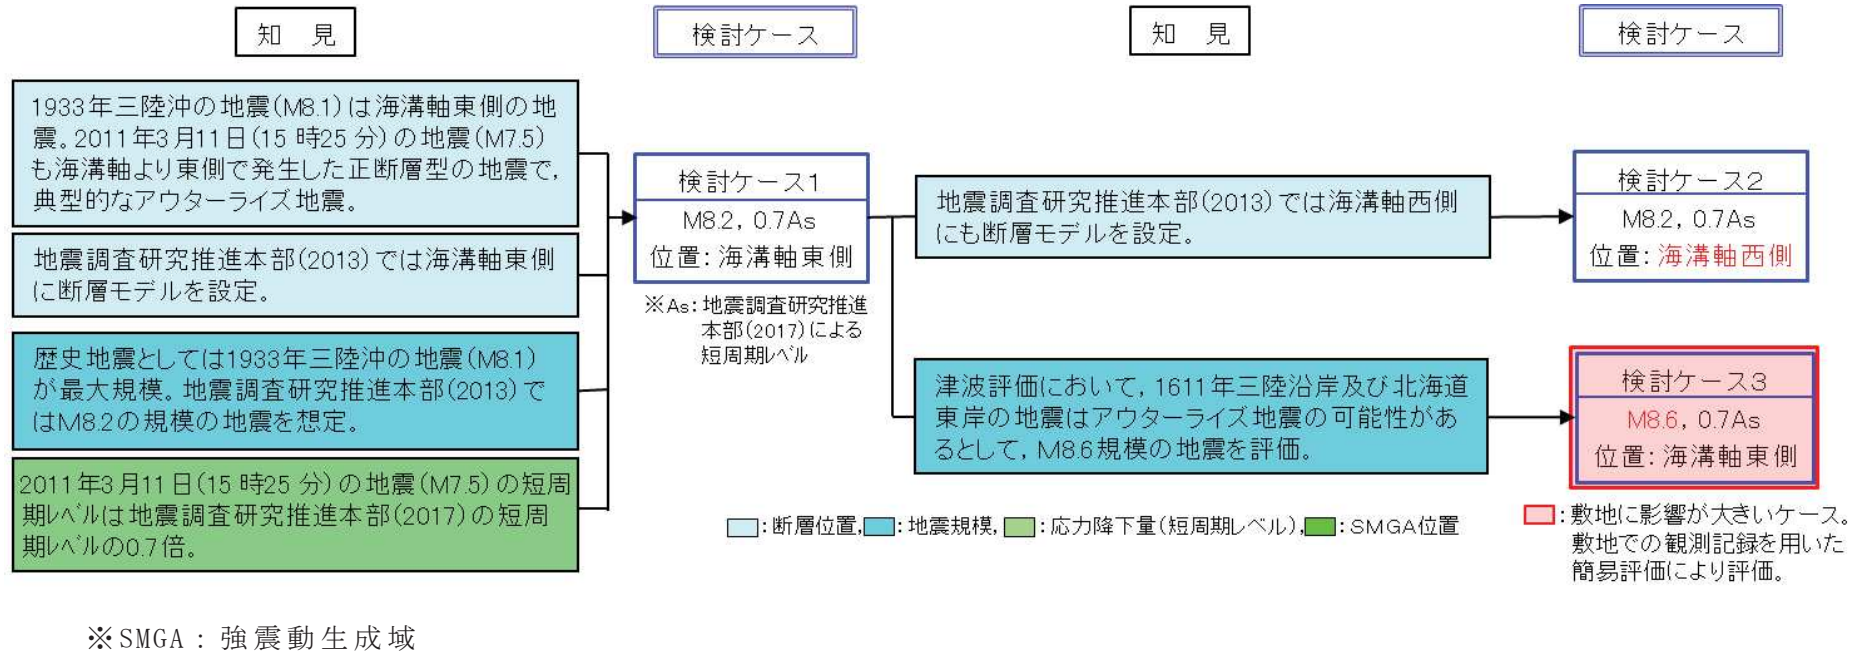 知 見
1933年三陸沖の地震(M8.1)は海溝軸東側の地
震。2011年3月11日(15時25分)の地震(M7.5)
も海溝軸より東側で発生した正断層型の地震で,
典型的なアウターライズ地震。
地震調査研究推進本部(2013)では海溝軸東側
に断層モデルを設定。
歴史地震としては1933年三陸沖の地震(M8.1)
が最大規模。地震調査研究推進本部(2013)で
はM8.2の規模の地震を想定。
2011年3月11日(15時25分)の地震(M7.5)の短周
期レベルは地震調査研究推進本部(2017)の短周
期レベルの0.7倍。
検討ケース
検討ケース1
M8.2, 0.7As
位置:海溝軸東側
※As:地震調査研究推進
本部(2017)による
短周期レベル
知 見
地震調査研究推進本部(2013)では海溝軸西側
にも断層モデルを設定。
津波評価において,1611年三陸沿岸及び北海道
東岸の地震はアウターライズ地震の可能性があ
るとして,M8.6規模の地震を評価。
検討ケース
検討ケース2
M8.2, 0.7As
位置:海溝軸西側
検討ケース3
M8.6, 0.7As
位置:海溝軸東側
:断層位置, :地震規模, :応力降下量(短周期レベル), :SMGA位置
:敷地に影響が大きいケース。
敷地での観測記録を用いた
簡易評価により評価。
※SMGA:強震動生成域